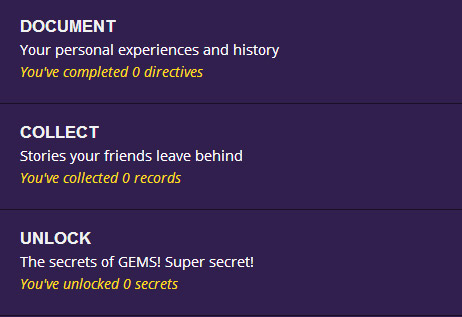 DOCUMENT
Your personal experiences and history
You've completed 0 directives
COLLECT
Stories your friends leave behind
You've collected 0 records
UNLOCK
The secrets of GEMS! Super secret!
You've unlocked 0 secrets